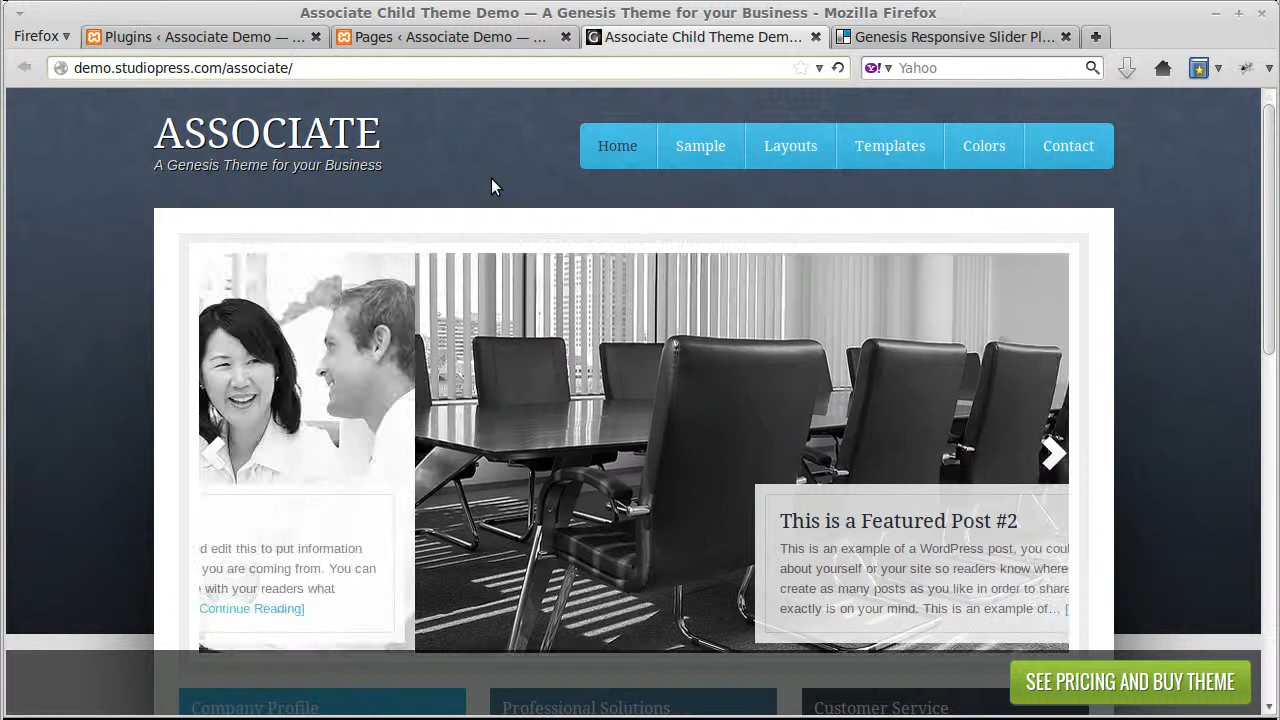 Associate Child Theme Demo — A Genesis Theme for your Business - Mozilla Firefox
Firefox
Plugins ‹ Associate Demo — ...
Pages ‹ Associate Demo — ...
Associate Child Theme Den...
Genesis Responsive Slider Pl...
demo.studiopress.com/associate/
Yahoo
ASSOCIATE
A Genesis Theme for your Business
Home
Sample
Layouts
Templates
Colors
Contact
d edit this to put information
you are coming from. You can
with your readers what
Continue Reading]
This is a Featured Post #2
This is an example of a WordPress post, you coul
about yourself or your site so readers know where
create as many posts as you like in order to share
exactly is on your mind. This is an example of… [
SEE PRICING AND BUY THEME
Company Profile
Professional Solutions
Customer Service